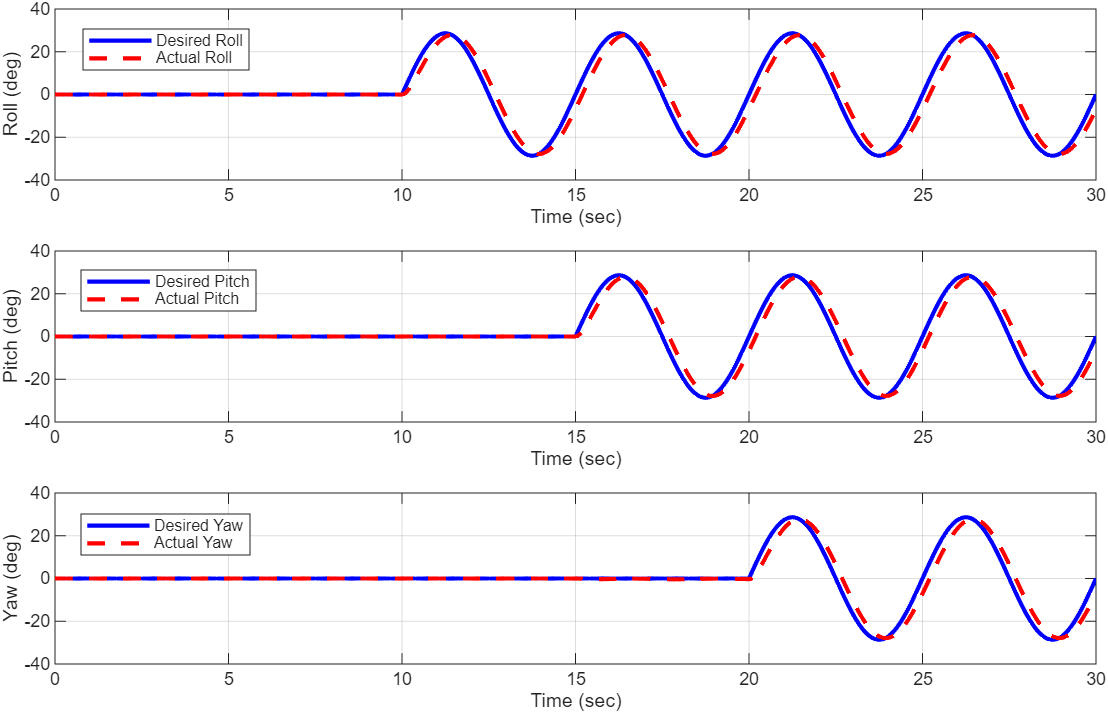 40
20
0
-20
-40
Roll (deg)
Desired Roll
Actual Roll
0 5 10 15 20 25 30
Time (sec)
40
20
0
-20
-40
Pitch (deg)
Desired Pitch
Actual Pitch
0 5 10 15 20 25 30
Time (sec)
40
20
0
-20
-40
Yaw (deg)
Desired Yaw
Actual Yaw
0 5 10 15 20 25 30
Time (sec)